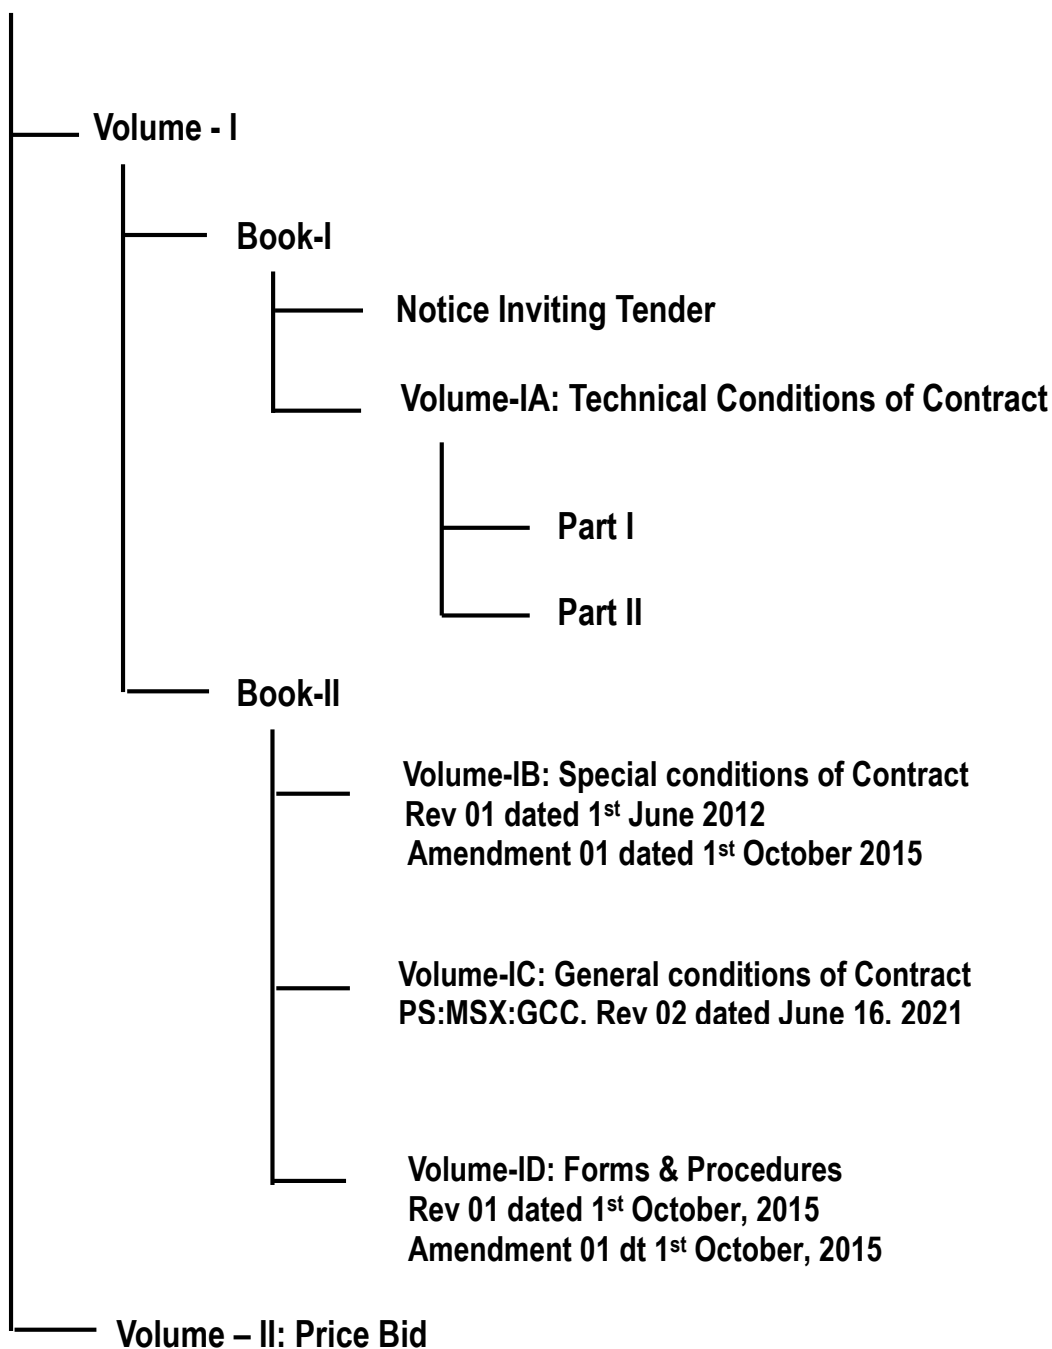 Volume - I
Book-I
Notice Inviting Tender
Volume-IA: Technical Conditions of Contract
Part I
Part II
Book-II
Volume-IB: Special conditions of Contract
Rev 01 dated 1st June 2012
Amendment 01 dated 1st October 2015
Volume-IC: General conditions of Contract
PS:MSX:GCC, Rev 02 dated June 16, 2021
Volume-ID: Forms & Procedures
Rev 01 dated 1st October, 2015
Amendment 01 dt 1st October, 2015
Volume – II: Price Bid